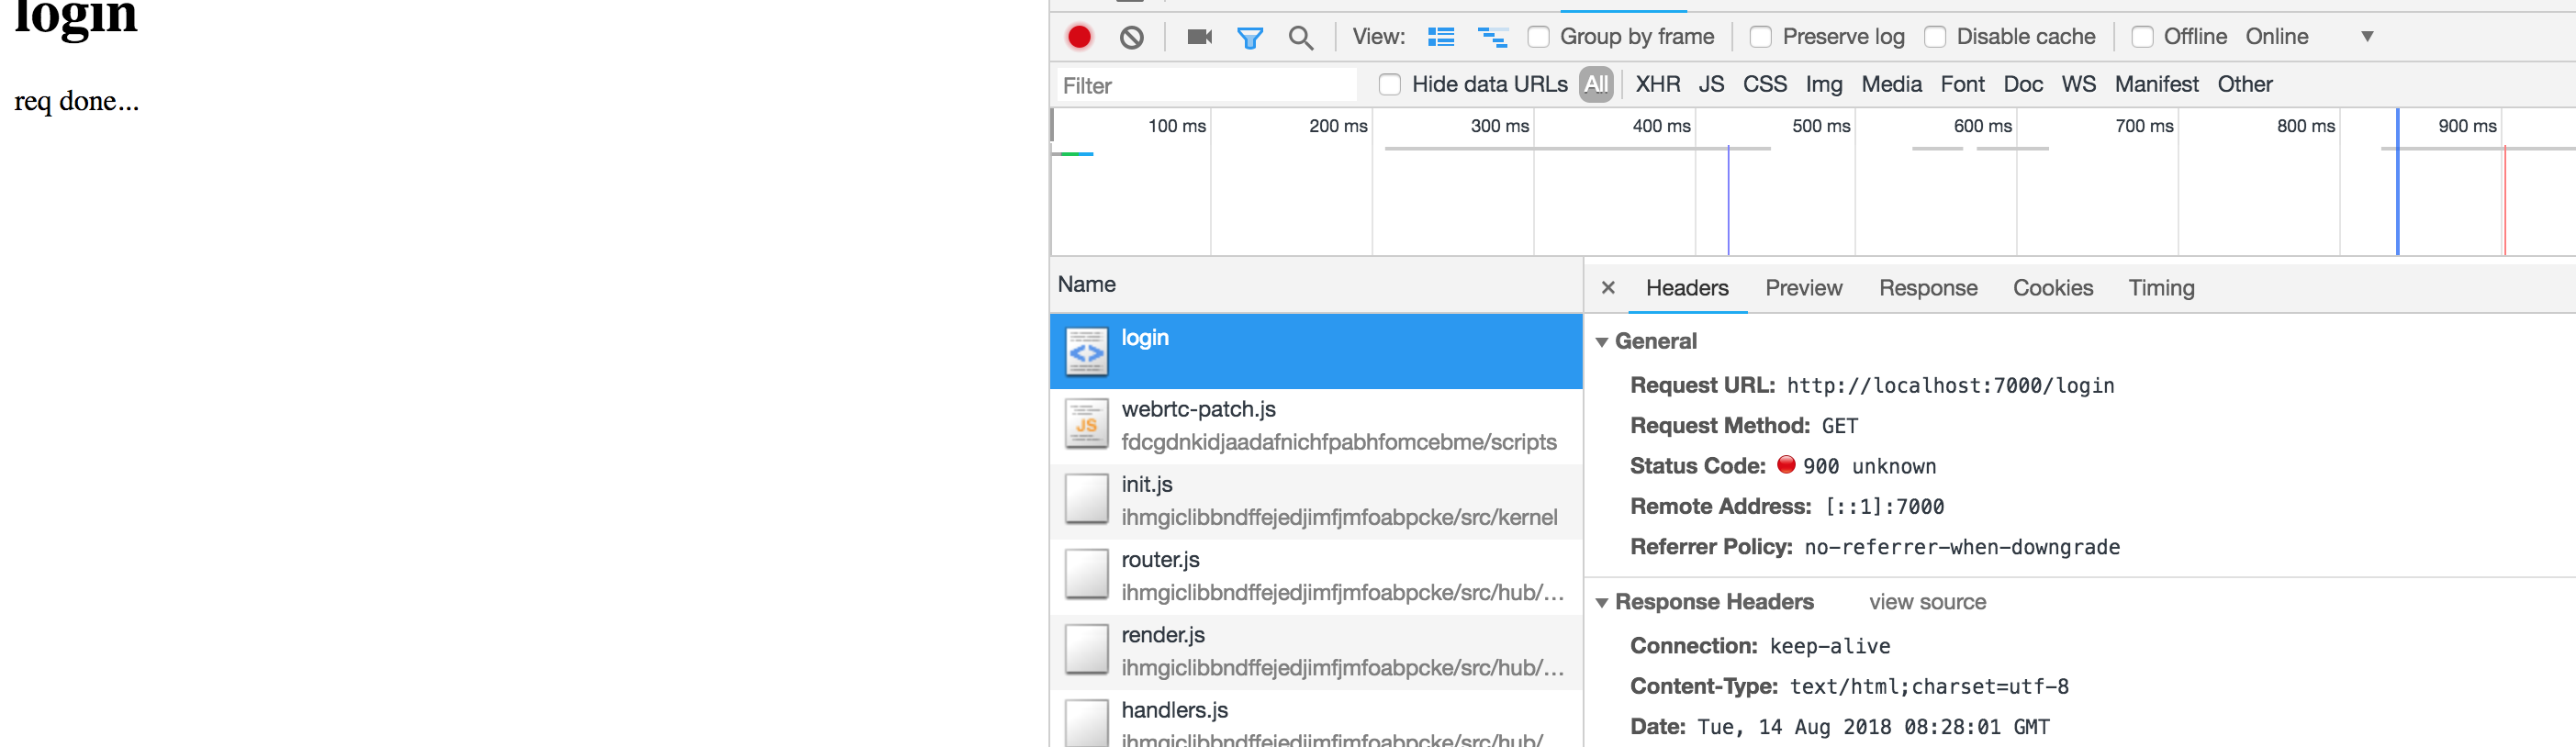 login
req done...
View: Group by frame Preserve log Disable cache Offline Online ▼
Filter Hide data URLs All XHR JS CSS Img Media Font Doc WS Manifest Other
100 ms 200 ms 300 ms 400 ms 500 ms 600 ms 700 ms 800 ms 900 ms
Name
login
webrtc-patch.js
fdcgdnkidjaadafnichfpabhfomcebme/scripts
init.js
ihmgiclibbndffejedjimfjmfoabpcke/src/kernel
router.js
ihmgiclibbndffejedjimfjmfoabpcke/src/hub/…
render.js
ihmgiclibbndffejedjimfjmfoabpcke/src/hub/…
handlers.js
ihmgiclibbndffejedjimfjmfoabpcke/src/hub/
× Headers Preview Response Cookies Timing
▼ General
Request URL: http://localhost:7000/login
Request Method: GET
Status Code: 900 unknown
Remote Address: [::1]:7000
Referrer Policy: no-referrer-when-downgrade
▼ Response Headers view source
Connection: keep-alive
Content-Type: text/html;charset=utf-8
Date: Tue, 14 Aug 2018 08:28:01 GMT